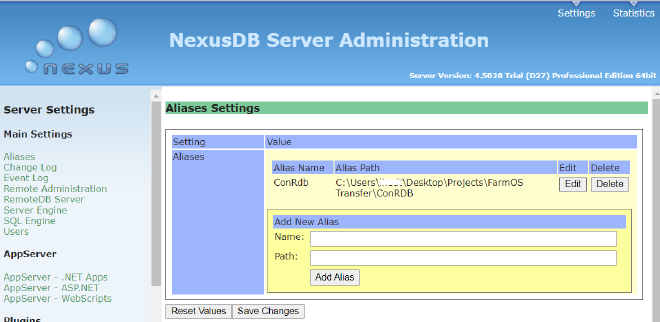 Settings
Statistics
nexus
NexusDB Server Administration
Server Version: 4.5028 Trial (D27) Professional Edition 64bit
Server Settings
Main Settings
Aliases
Change Log
Event Log
Remote Administration
RemoteDB Server
Server Engine
SQL Engine
Users
AppServer
AppServer - .NET Apps
AppServer - ASP.NET
AppServer - WebScripts
Plugins
Aliases Settings
Setting Value
Aliases
Alias Name Alias Path Edit Delete
ConRdb C:\Users\ \Desktop\Projects\FarmOS Edit Delete
Transfer\ConRDB
Add New Alias
Name:
Path:
Add Alias
Reset Values Save Changes